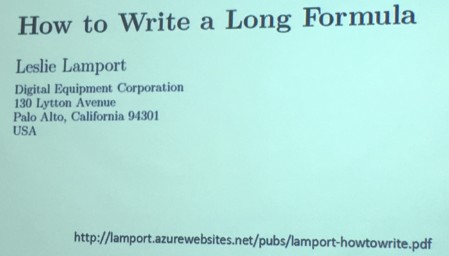 How to Write a Long Formula
Leslie Lamport
Digital Equipment Corporation
130 Lytton Avenue
Palo Alto, California 94301
USA
http://lamport.azurewebsites.net/pubs/lamport-howtowrite.pdf